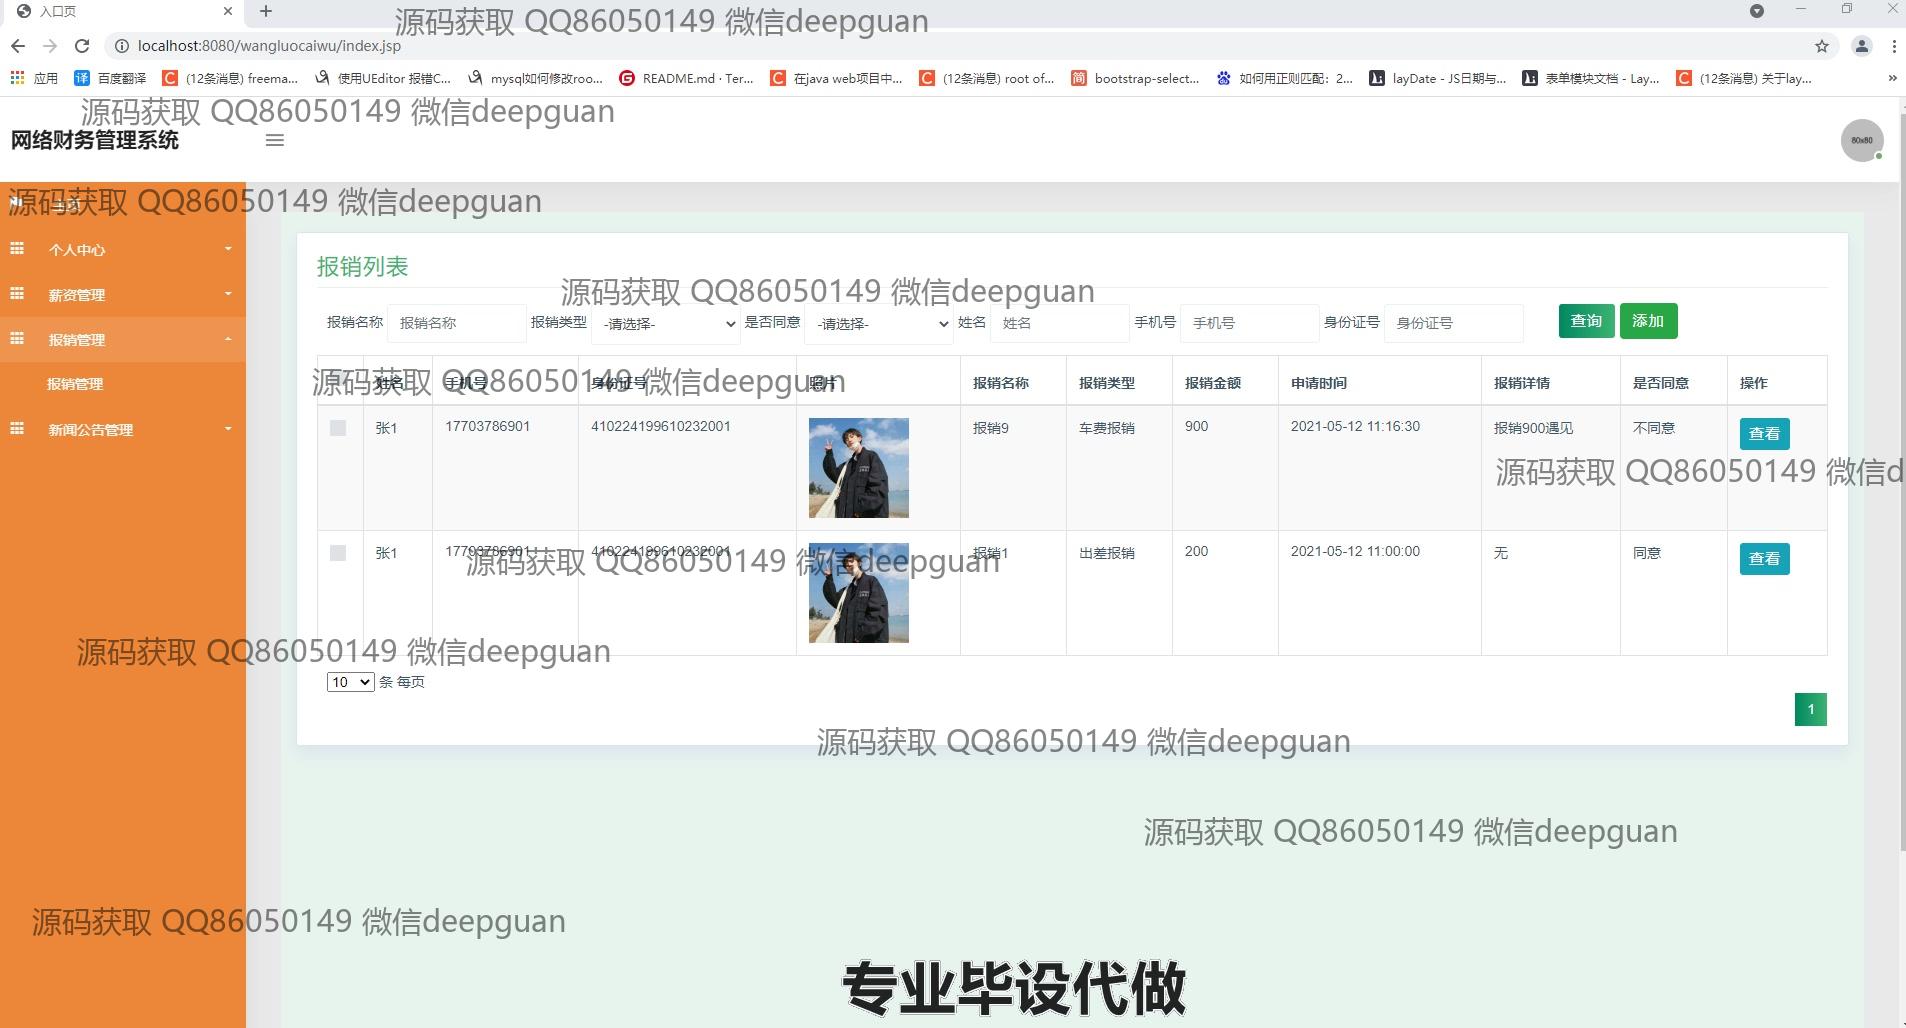 入口页
源码获取 QQ86050149 微信deepguan
localhost:8080/wangluocaiwu/index.jsp
应用 百度翻译 (12条消息) freema... 使用UEditor 报错C... mysql如何修改roo... README.md · Ter... 在java web项目中... (12条消息) root of... bootstrap-select... 如何用正则匹配：2... layDate - JS日期与... 表单模块文档 - Lay... (12条消息) 关于lay... »
源码获取 QQ86050149 微信deepguan
网络财务管理系统
80x80
源码获取 QQ86050149 微信deepguan
主页
个人中心
薪资管理
报销管理
报销管理
新闻公告管理
报销列表
源码获取 QQ86050149 微信deepguan
报销名称 报销名称 报销类型 -请选择- 是否同意 -请选择- 姓名 姓名 手机号 手机号 身份证号 身份证号 查询 添加
姓名 手机号 身份证号 照片 报销名称 报销类型 报销金额 申请时间 报销详情 是否同意 操作
源码获取 QQ86050149 微信deepguan
张1 17703786901 410224199610232001 报销9 车费报销 900 2021-05-12 11:16:30 报销900遇见 不同意 查看
源码获取 QQ86050149 微信d
张1 17703786901 410224199610232001 报销1 出差报销 200 2021-05-12 11:00:00 无 同意 查看
源码获取 QQ86050149 微信deepguan
源码获取 QQ86050149 微信deepguan
10 条 每页
1
源码获取 QQ86050149 微信deepguan
源码获取 QQ86050149 微信deepguan
源码获取 QQ86050149 微信deepguan
专业毕设代做